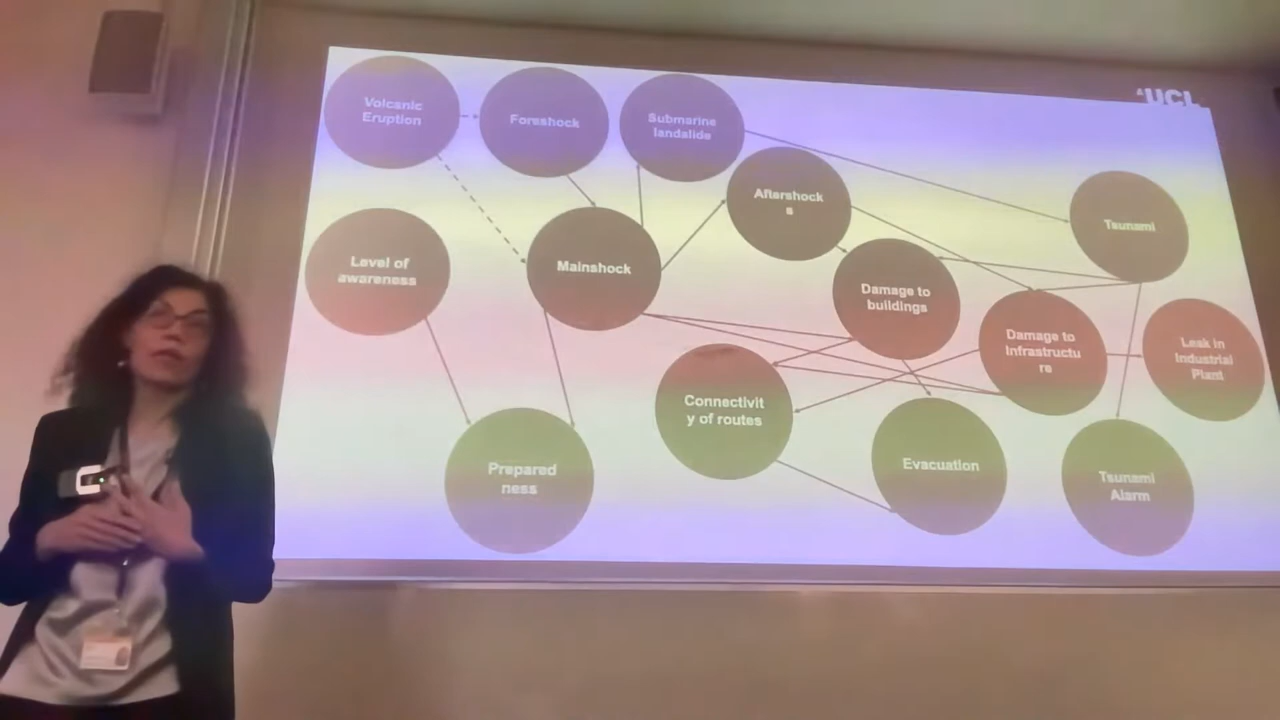 UCL
Volcanic
Eruption
Foreshock
Submarine
landslide
Aftershock
s
Tsunami
Level of
awareness
Mainshock
Damage to
buildings
Damage to
Infrastructu
re
Leak in
Industrial
Plant
Connectivit
y of routes
Prepared
ness
Evacuation
Tsunami
Alarm